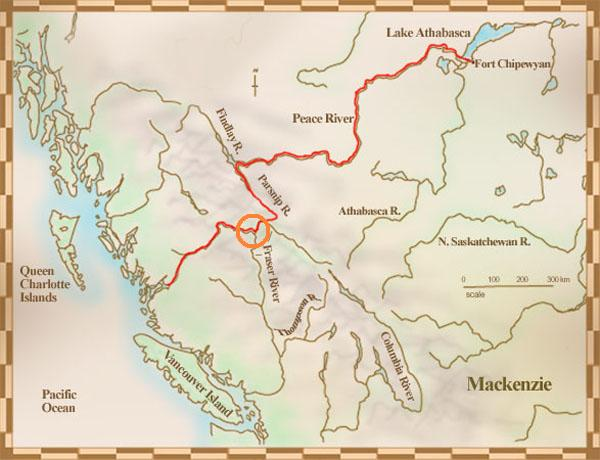 Lake Athabasca
Fort Chipewyan
N
Peace River
Findlay R.
Parsnip R.
Athabasca R.
N. Saskatchewan R.
Queen
Charlotte
Islands
Fraser River
0 100 200 300 km
scale
Thompson R.
Columbia River
Vancouver Island
Mackenzie
Pacific
Ocean